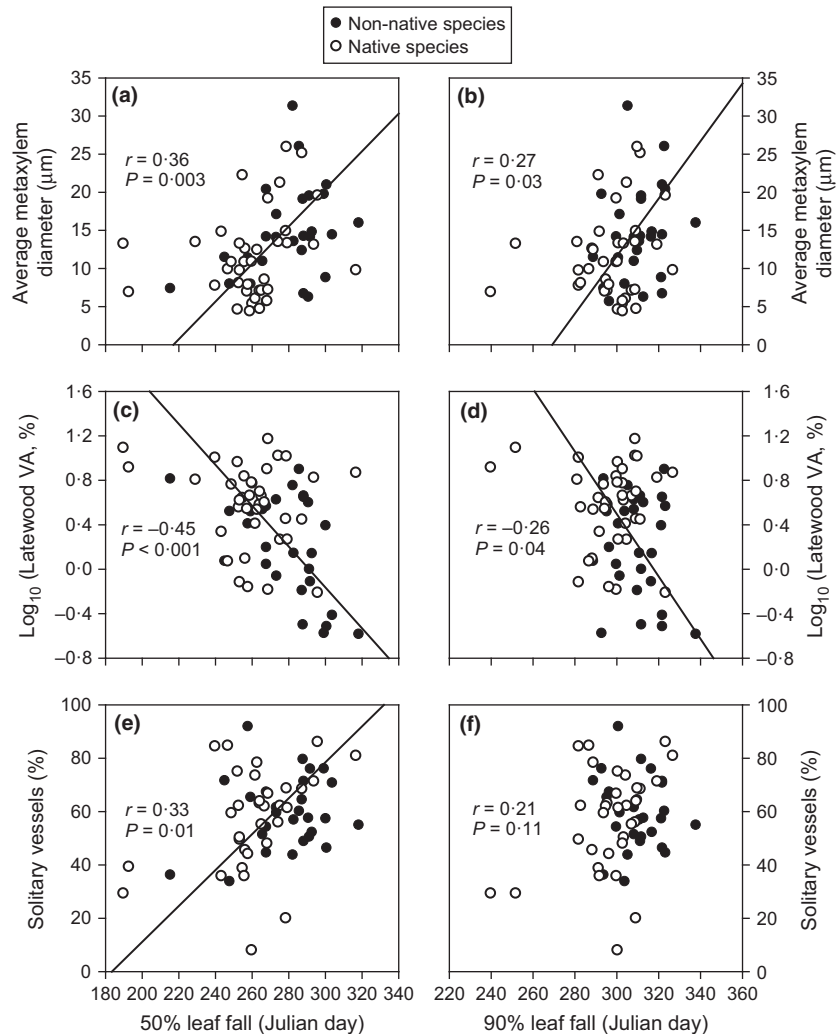 Non-native species
Native species
(a)
r = 0·36
P = 0·003
Average metaxylem
diameter (μm)
35
30
25
20
15
10
5
0
(b)
r = 0·27
P = 0·03
35
30
25
20
15
10
5
0
Average metaxylem
diameter (μm)
(c)
r = –0·45
P < 0·001
Log10 (Latewood VA, %)
1·6
1·2
0·8
0·4
0·0
–0·4
–0·8
(d)
r = –0·26
P = 0·04
1·6
1·2
0·8
0·4
0·0
–0·4
–0·8
Log10 (Latewood VA, %)
(e)
r = 0·33
P = 0·01
Solitary vessels (%)
100
80
60
40
20
0
180 200 220 240 260 280 300 320 340
50% leaf fall (Julian day)
(f)
r = 0·21
P = 0·11
100
80
60
40
20
0
Solitary vessels (%)
220 240 260 280 300 320 340 360
90% leaf fall (Julian day)